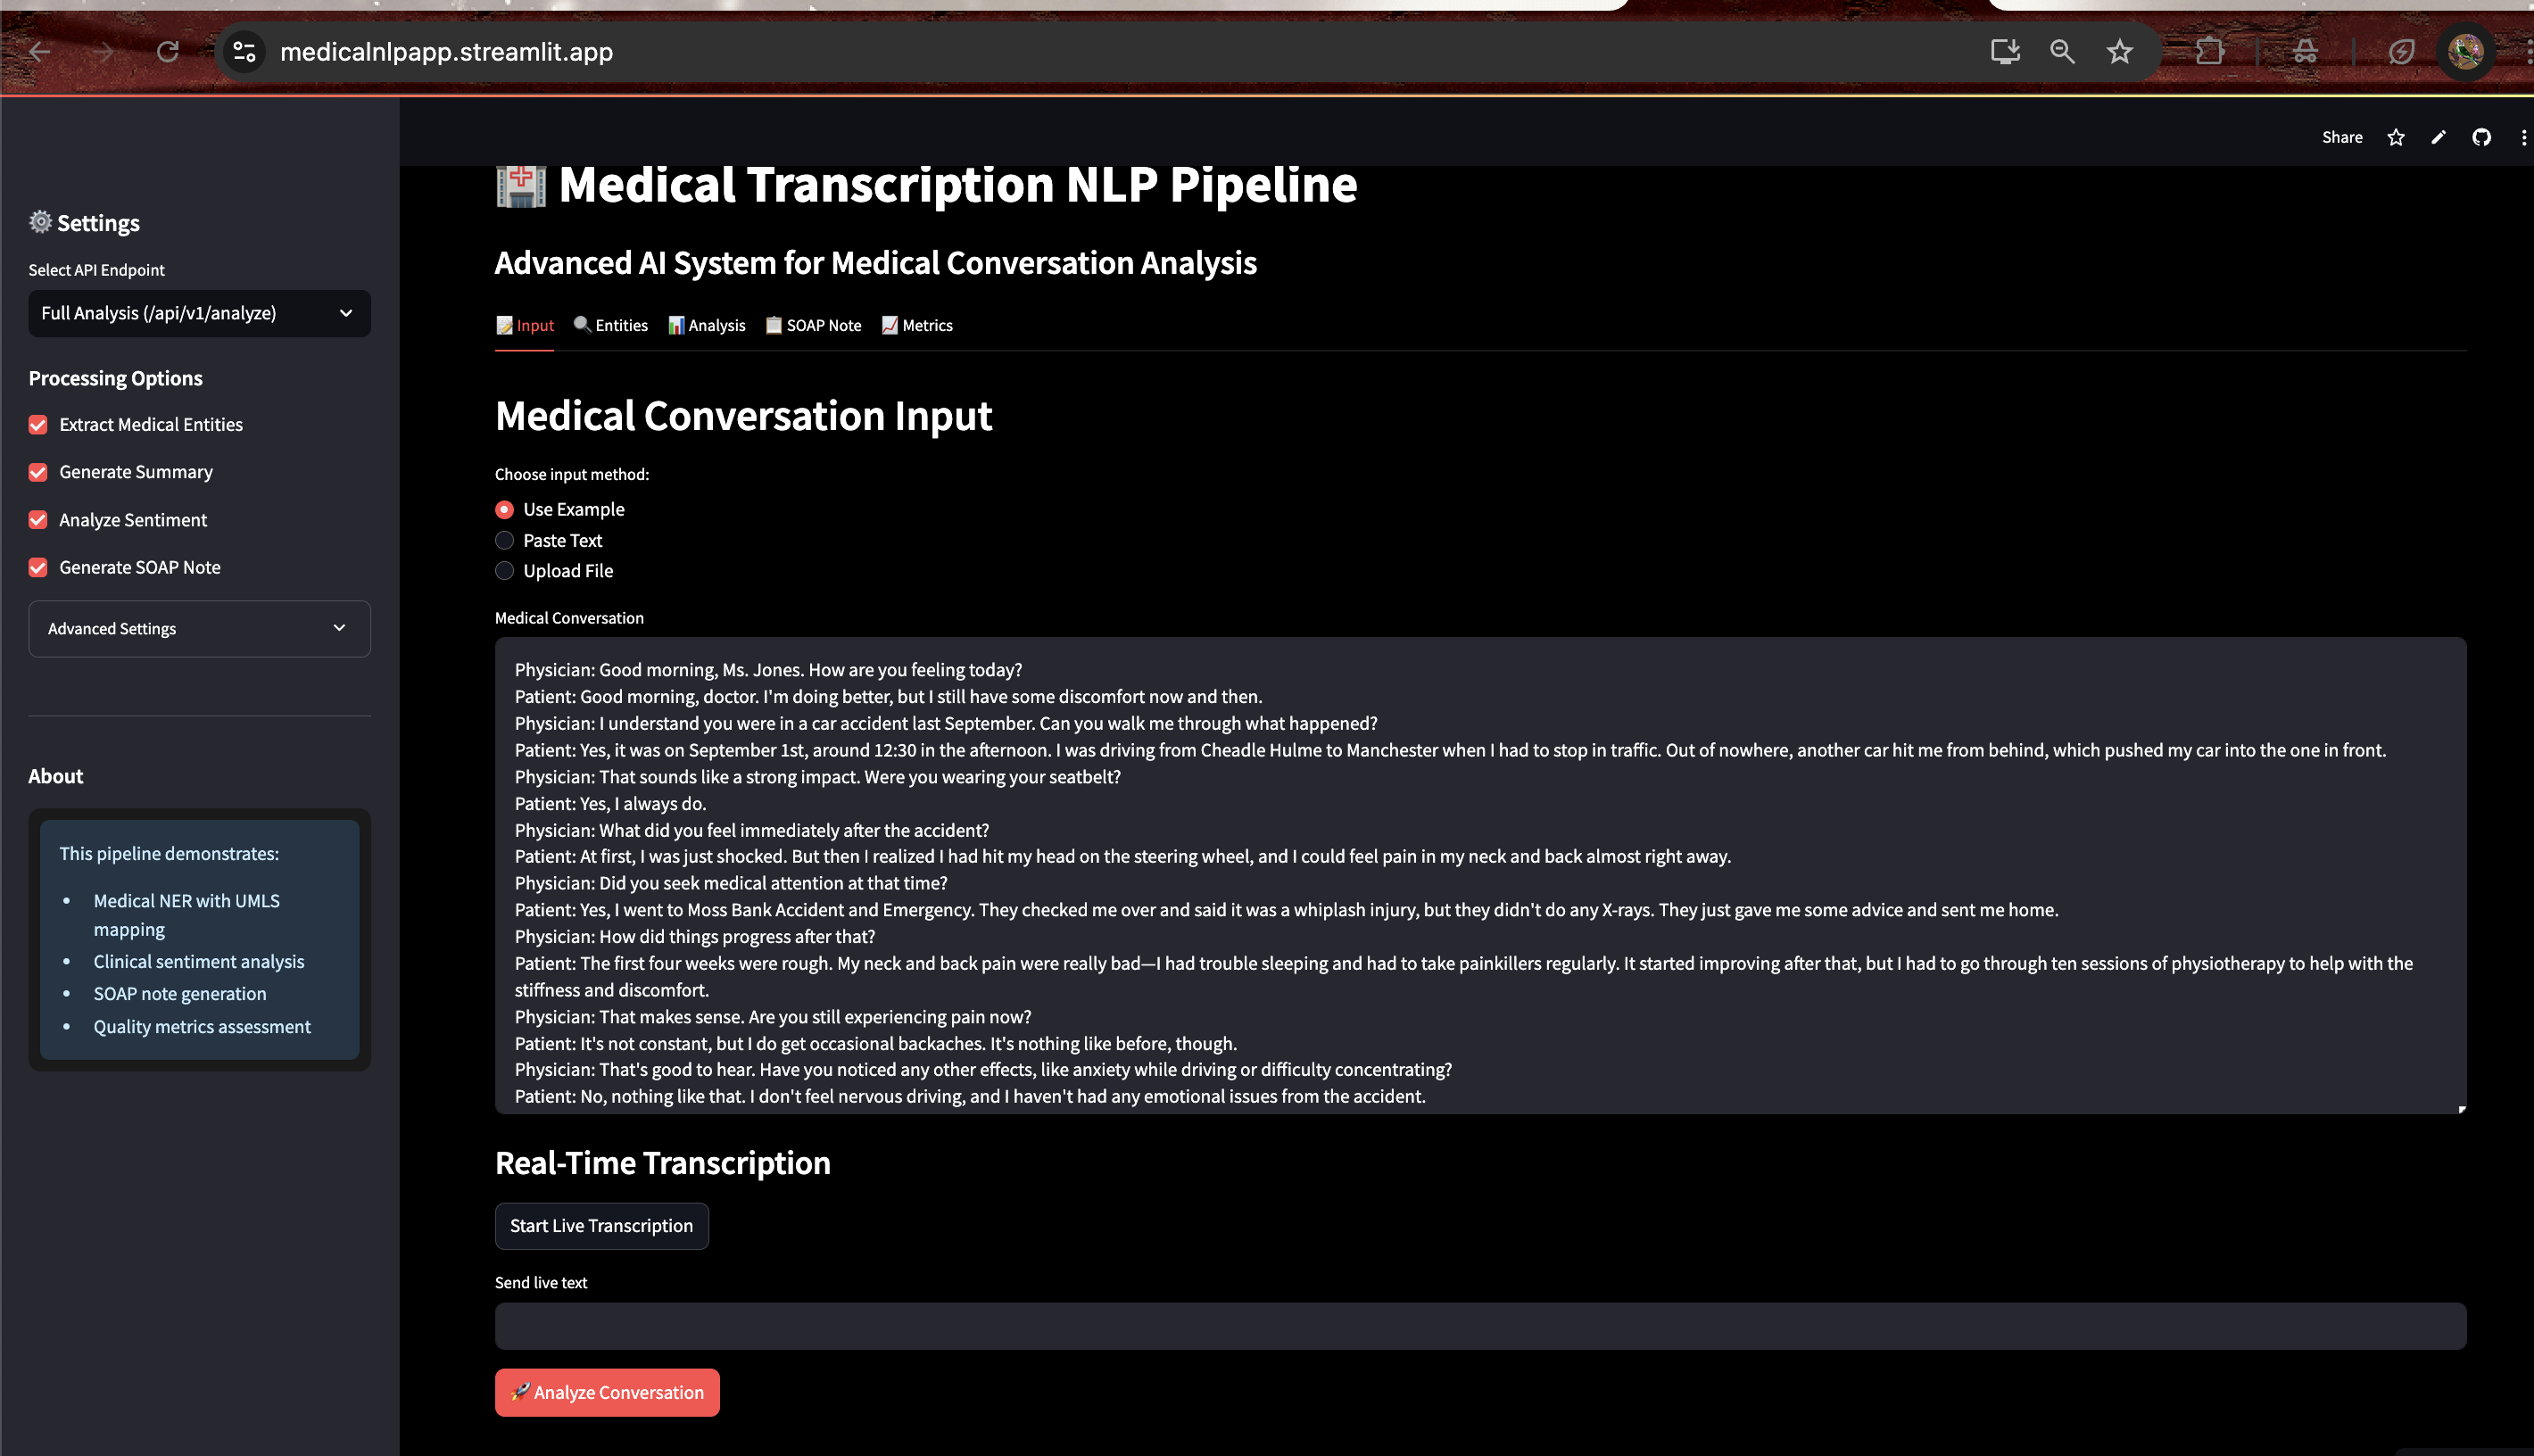 medicalnlpapp.streamlit.app
Share
Settings
Select API Endpoint
Full Analysis (/api/v1/analyze)
Processing Options
Extract Medical Entities
Generate Summary
Analyze Sentiment
Generate SOAP Note
Advanced Settings
About
This pipeline demonstrates:
• Medical NER with UMLS
mapping
• Clinical sentiment analysis
• SOAP note generation
• Quality metrics assessment
Medical Transcription NLP Pipeline
Advanced AI System for Medical Conversation Analysis
Input Entities Analysis SOAP Note Metrics
Medical Conversation Input
Choose input method:
Use Example
Paste Text
Upload File
Medical Conversation
Physician: Good morning, Ms. Jones. How are you feeling today?
Patient: Good morning, doctor. I'm doing better, but I still have some discomfort now and then.
Physician: I understand you were in a car accident last September. Can you walk me through what happened?
Patient: Yes, it was on September 1st, around 12:30 in the afternoon. I was driving from Cheadle Hulme to Manchester when I had to stop in traffic. Out of nowhere, another car hit me from behind, which pushed my car into the one in front.
Physician: That sounds like a strong impact. Were you wearing your seatbelt?
Patient: Yes, I always do.
Physician: What did you feel immediately after the accident?
Patient: At first, I was just shocked. But then I realized I had hit my head on the steering wheel, and I could feel pain in my neck and back almost right away.
Physician: Did you seek medical attention at that time?
Patient: Yes, I went to Moss Bank Accident and Emergency. They checked me over and said it was a whiplash injury, but they didn't do any X-rays. They just gave me some advice and sent me home.
Physician: How did things progress after that?
Patient: The first four weeks were rough. My neck and back pain were really bad—I had trouble sleeping and had to take painkillers regularly. It started improving after that, but I had to go through ten sessions of physiotherapy to help with the
stiffness and discomfort.
Physician: That makes sense. Are you still experiencing pain now?
Patient: It's not constant, but I do get occasional backaches. It's nothing like before, though.
Physician: That's good to hear. Have you noticed any other effects, like anxiety while driving or difficulty concentrating?
Patient: No, nothing like that. I don't feel nervous driving, and I haven't had any emotional issues from the accident.
Real-Time Transcription
Start Live Transcription
Send live text
Analyze Conversation